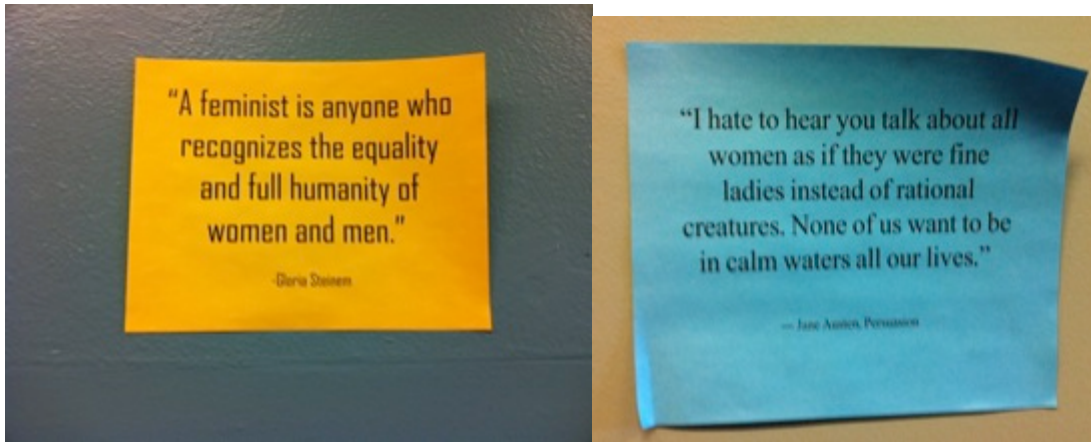 “A feminist is anyone who
recognizes the equality
and full humanity of
women and men.”
-Gloria Steinem
“I hate to hear you talk about all
women as if they were fine
ladies instead of rational
creatures. None of us want to be
in calm waters all our lives.”
— Jane Austen, Persuasion